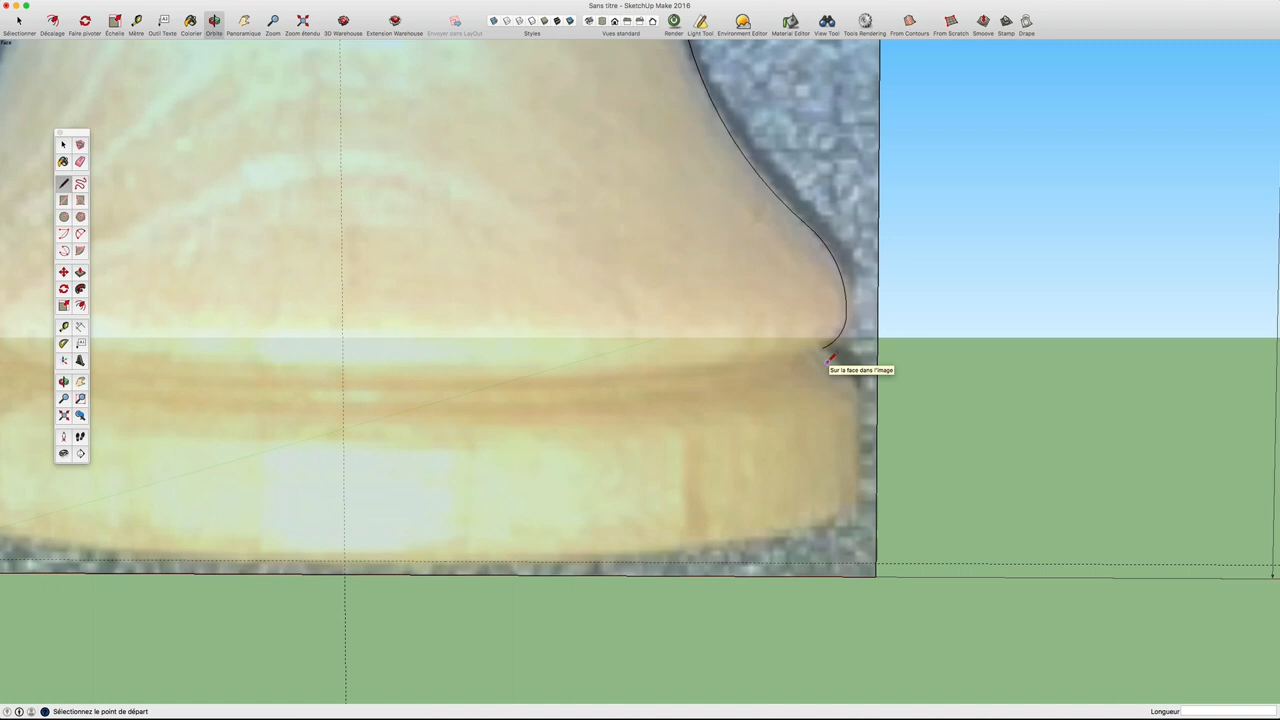 Sans titre - SketchUp Make 2016
Sélectionner Décalage Faire pivoter Échelle Mètre Outil Texte Colorier Orbite Panoramique Zoom Zoom étendu 3D Warehouse Extension Warehouse Envoyer dans LayOut Styles Vues standard Render Light Tool Environment Editor Material Editor View Tool Tools Rendering From Contours From Scratch Smoove Stamp Drape
Face
Sur la face dans l'image
Sélectionnez le point de départ
Longueur